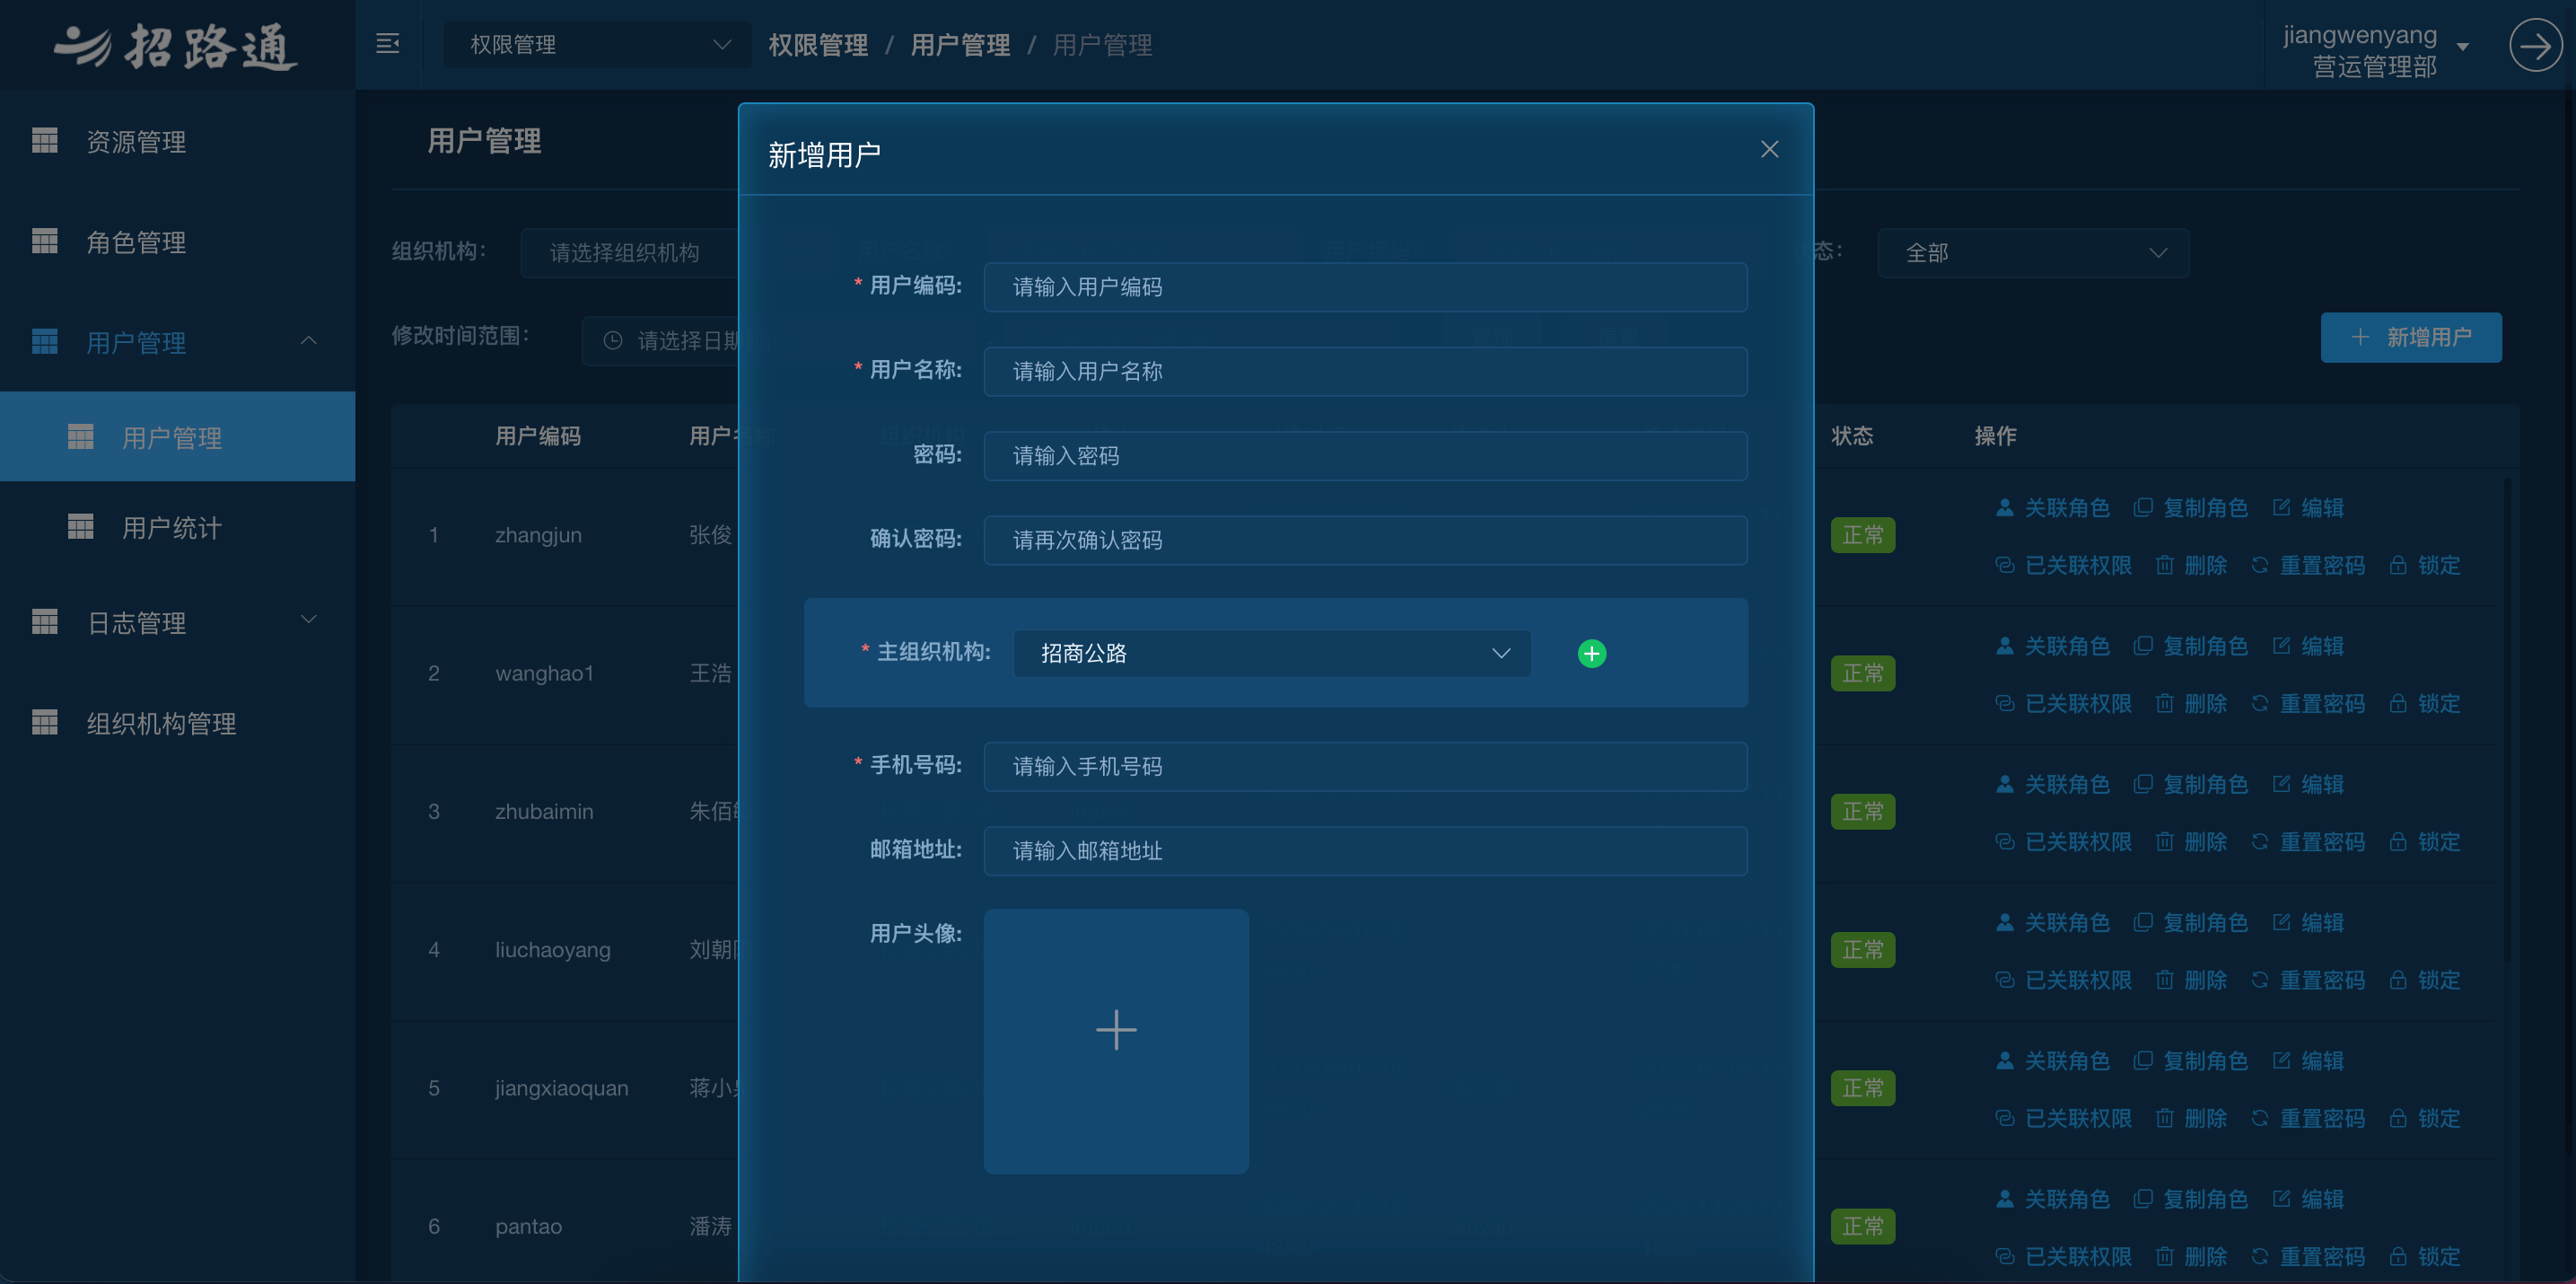 招路通
权限管理
权限管理 / 用户管理 / 用户管理
jiangwenyang
营运管理部
资源管理
角色管理
用户管理
用户管理
用户统计
日志管理
组织机构管理
用户管理
组织机构:
请选择组织机构
态:
全部
修改时间范围:
请选择日期
新增用户
用户编码 用户名称 状态 操作
1 zhangjun 张俊 正常 关联角色 复制角色 编辑
已关联权限 删除 重置密码 锁定
2 wanghao1 王浩 正常 关联角色 复制角色 编辑
已关联权限 删除 重置密码 锁定
3 zhubaimin 朱佰 正常 关联角色 复制角色 编辑
已关联权限 删除 重置密码 锁定
4 liuchaoyang 刘朝 正常 关联角色 复制角色 编辑
已关联权限 删除 重置密码 锁定
5 jiangxiaoquan 蒋小 正常 关联角色 复制角色 编辑
已关联权限 删除 重置密码 锁定
6 pantao 潘涛 正常 关联角色 复制角色 编辑
已关联权限 删除 重置密码 锁定
新增用户
* 用户编码: 请输入用户编码
* 用户名称: 请输入用户名称
密码: 请输入密码
确认密码: 请再次确认密码
* 主组织机构: 招商公路
* 手机号码: 请输入手机号码
邮箱地址: 请输入邮箱地址
用户头像: